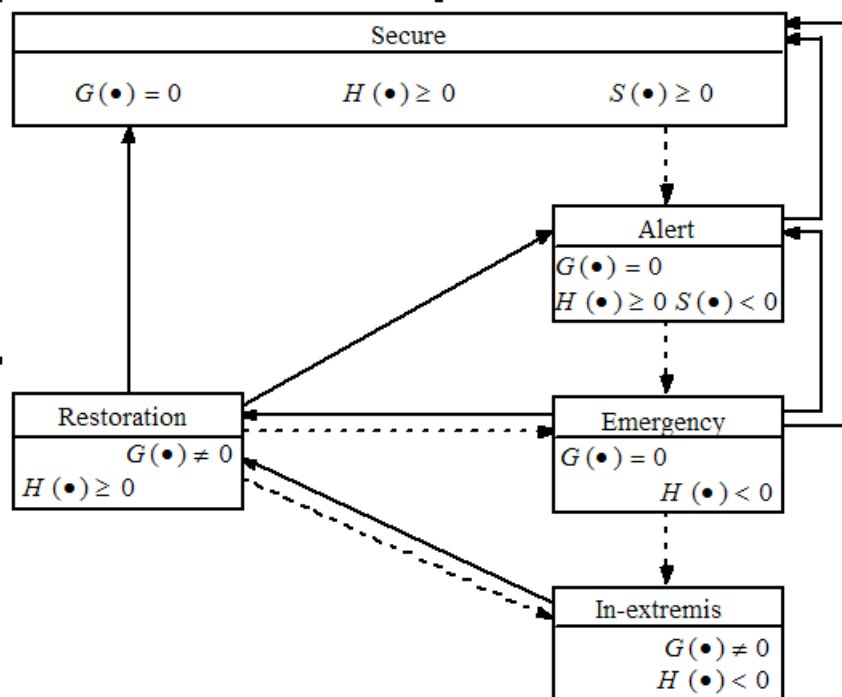 Secure
G(•) = 0 H(•) ≥ 0 S(•) ≥ 0
Alert
G(•) = 0
H(•) ≥ 0 S(•) < 0
Restoration
G(•) ≠ 0
H(•) ≥ 0
Emergency
G(•) = 0
H(•) < 0
In-extremis
G(•) ≠ 0
H(•) < 0